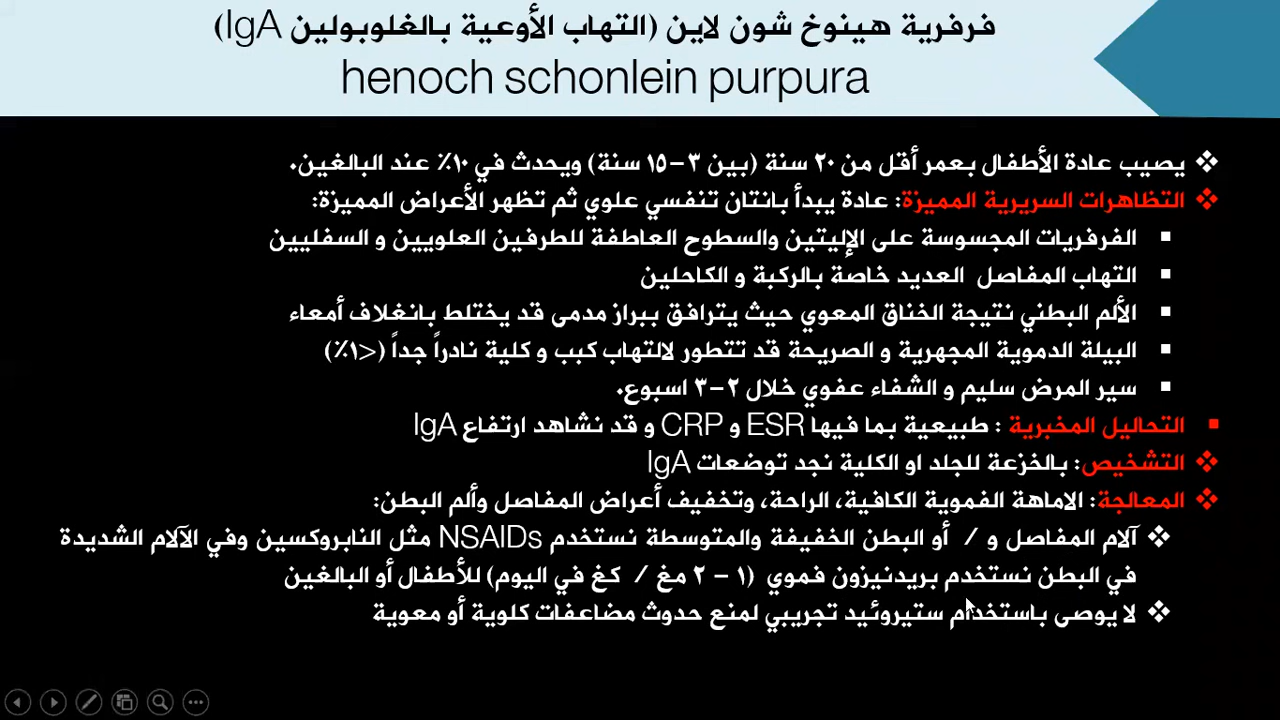 فرفرية هينوخ شون لاين (التهاب الأوعية بالغلوبولين IgA)
henoch schonlein purpura
❖ يصيب عادة الأطفال بعمر أقل من ٢٠ سنة (بين ٣-١٥ سنة) ويحدث في ١٠٪ عند البالغين.
❖ التظاهرات السريرية المميزة: عادة يبدأ بانتان تنفسي علوي ثم تظهر الأعراض المميزة:
▪ الفرفريات المجسوسة على الإليتين والسطوح العاطفة للطرفين العلويين و السفليين
▪ التهاب المفاصل العديد خاصة بالركبة و الكاحلين
▪ الألم البطني نتيجة الخناق المعوي حيث يترافق ببراز مدمى قد يختلط بانغلاف أمعاء
▪ البيلة الدموية المجهرية و الصريحة قد تتطور لالتهاب كبب و كلية نادراً جداً (<١٪)
▪ سير المرض سليم و الشفاء عفوي خلال ٢-٣ اسبوع.
▪ التحاليل المخبرية : طبيعية بما فيها ESR و CRP و قد نشاهد ارتفاع IgA
❖ التشخيص: بالخزعة للجلد او الكلية نجد توضعات IgA
❖ المعالجة: الاماهة الفموية الكافية، الراحة، وتخفيف أعراض المفاصل وألم البطن:
❖ آلام المفاصل و / أو البطن الخفيفة والمتوسطة نستخدم NSAIDs مثل النابروكسين وفي الآلام الشديدة
في البطن نستخدم بريدنيزون فموي (١ - ٢ مغ / كغ في اليوم) للأطفال أو البالغين
❖ لا يوصى باستخدام ستيروئيد تجريبي لمنع حدوث مضاعفات كلوية أو معوية